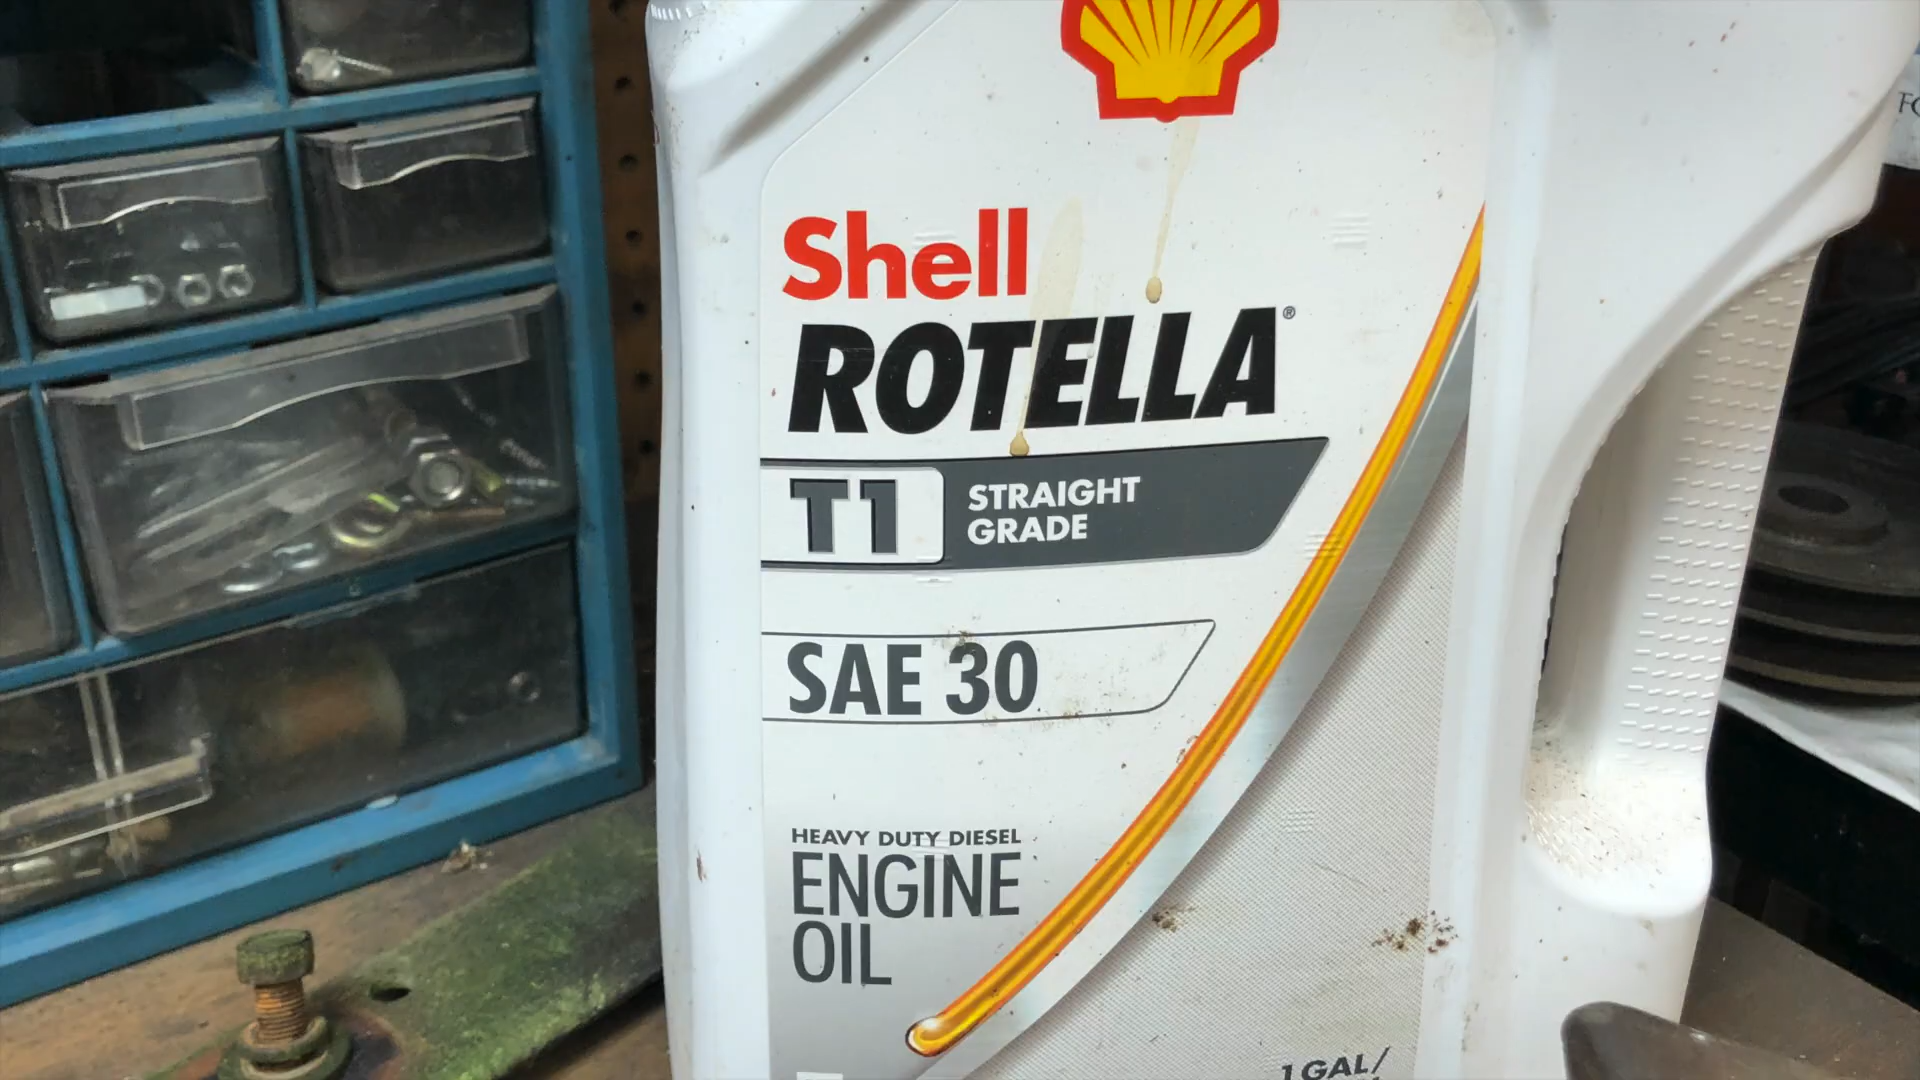 Shell
ROTELLA®
T1 STRAIGHT
GRADE
SAE 30
HEAVY DUTY DIESEL
ENGINE
OIL
1 GAL/